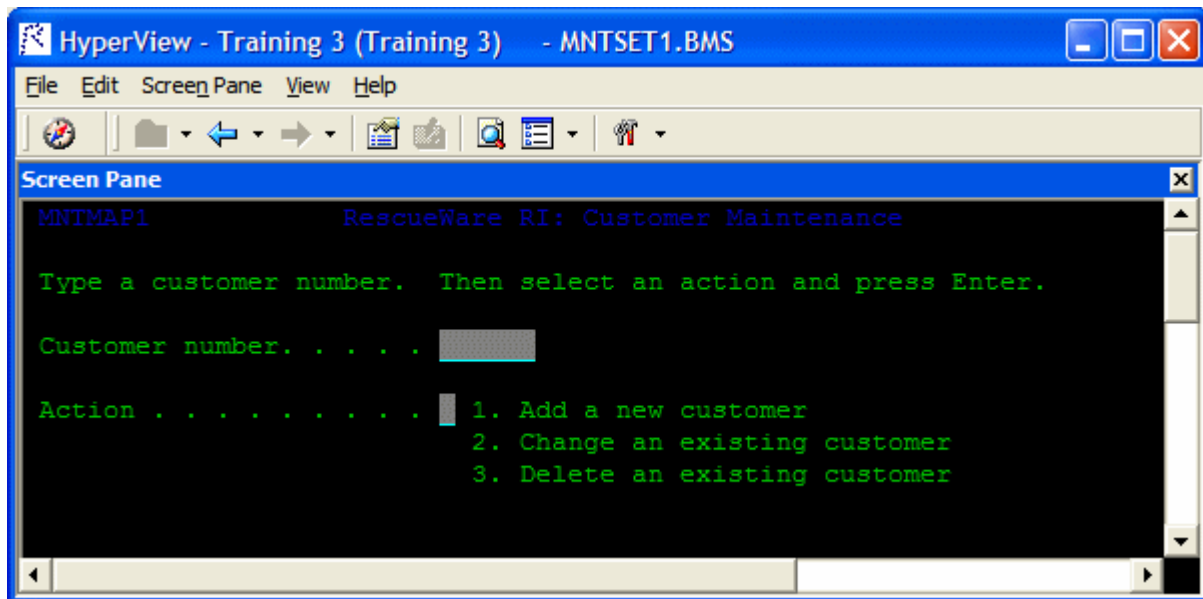 HyperView - Training 3 (Training 3) - MNTSET1.BMS
File Edit Screen Pane View Help
Screen Pane
MNTMAP1 RescueWare RI: Customer Maintenance
Type a customer number. Then select an action and press Enter.
Customer number. . . . .
Action . . . . . . . . . 1. Add a new customer
2. Change an existing customer
3. Delete an existing customer